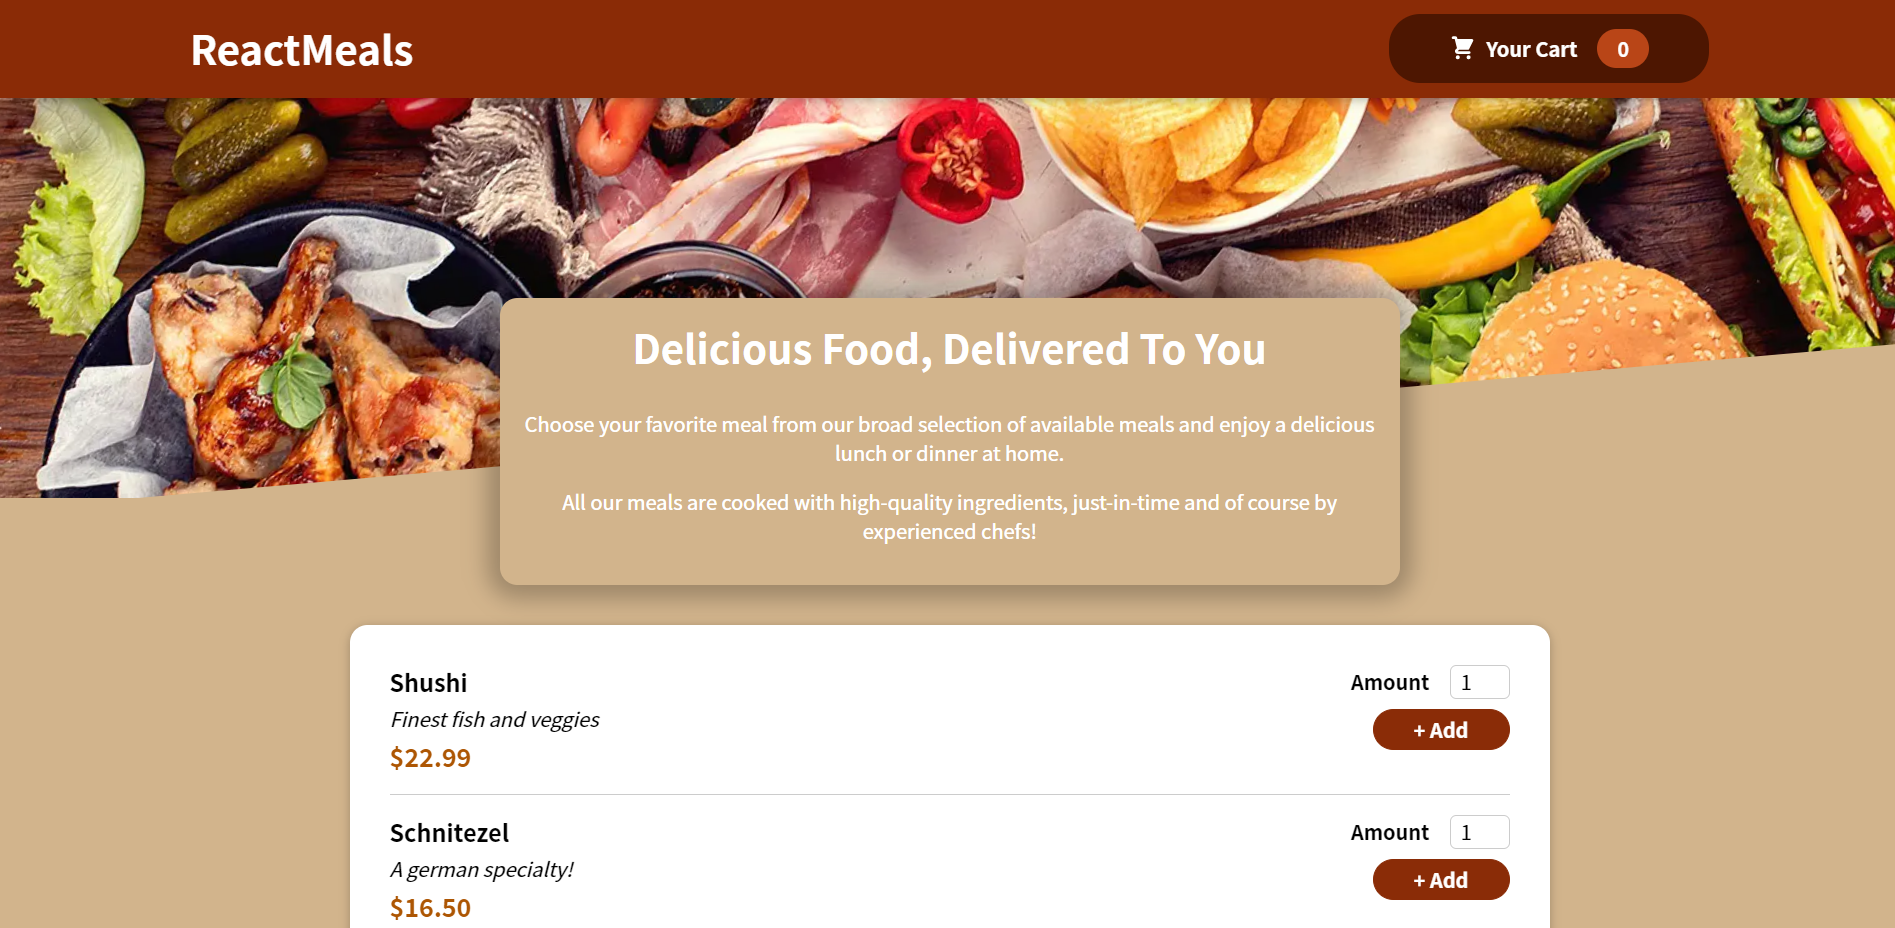 ReactMeals
Your Cart 0
Delicious Food, Delivered To You
Choose your favorite meal from our broad selection of available meals and enjoy a delicious
lunch or dinner at home.
All our meals are cooked with high-quality ingredients, just-in-time and of course by
experienced chefs!
Shushi
Amount 1
Finest fish and veggies
+ Add
$22.99
Schnitezel
Amount 1
A german specialty!
+ Add
$16.50